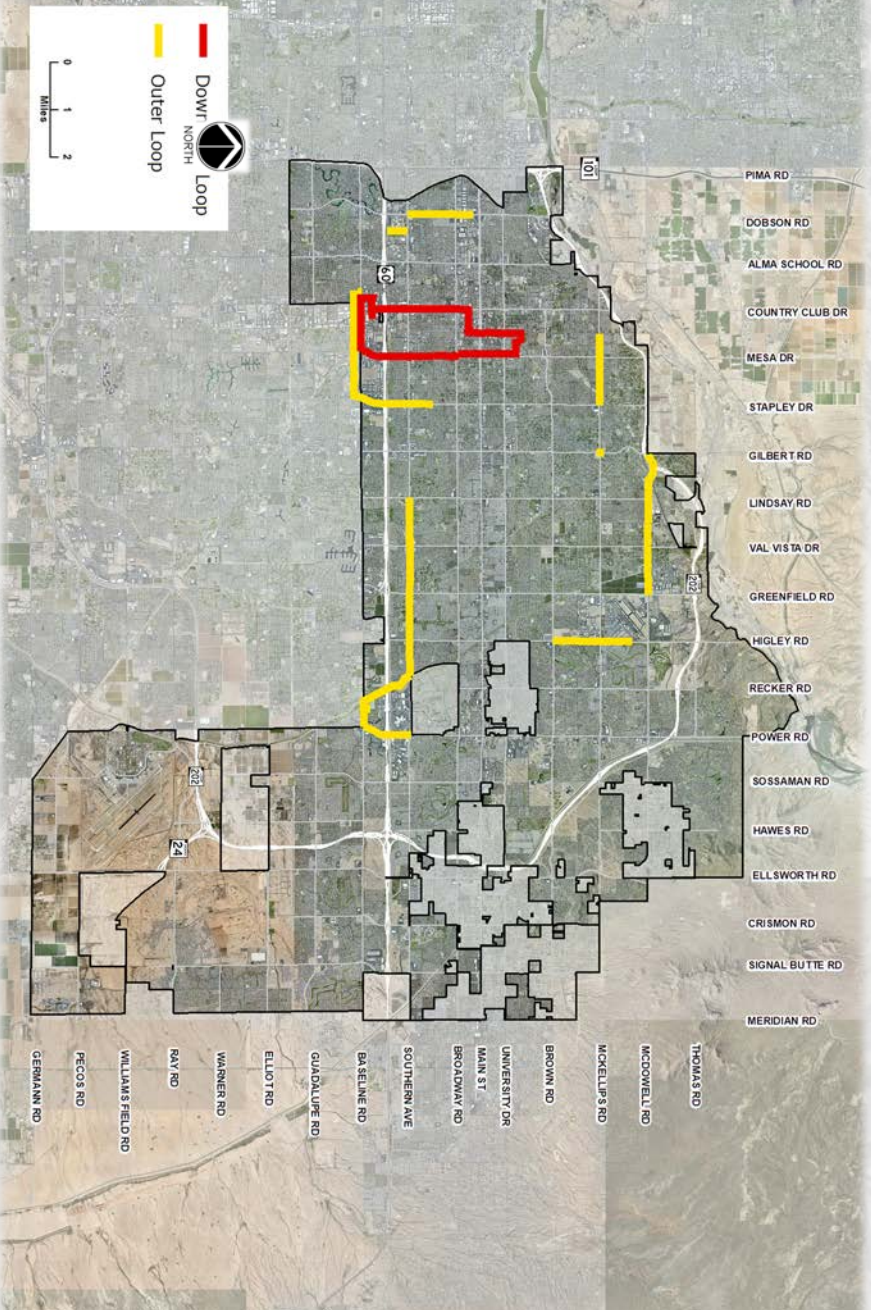 PIMA RD
DOBSON RD
ALMA SCHOOL RD
COUNTRY CLUB DR
MESA DR
STAPLEY DR
GILBERT RD
LINDSAY RD
VAL VISTA DR
GREENFIELD RD
HIGLEY RD
RECKER RD
POWER RD
SOSSAMAN RD
HAWES RD
ELLSWORTH RD
CRISMON RD
SIGNAL BUTTE RD
MERIDIAN RD
THOMAS RD
MCDOWELL RD
MCKELLIPS RD
BROWN RD
UNIVERSITY DR
MAIN ST
BROADWAY RD
SOUTHERN AVE
BASELINE RD
GUADALUPE RD
ELLIOT RD
WARNER RD
RAY RD
WILLIAMS FIELD RD
PECOS RD
GERMANN RD
101
202
60
202
24
Loop
Outer Loop
NORTH
0 1 2
Miles